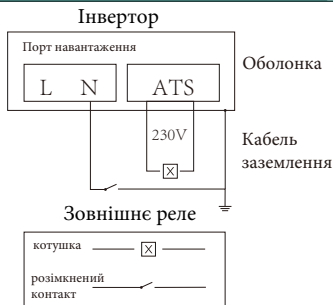 Інвертор
Порт навантаження
Оболонка
L N ATS
230V
Кабель
заземлення
Зовнішнє реле
котушка
розімкнений
контакт